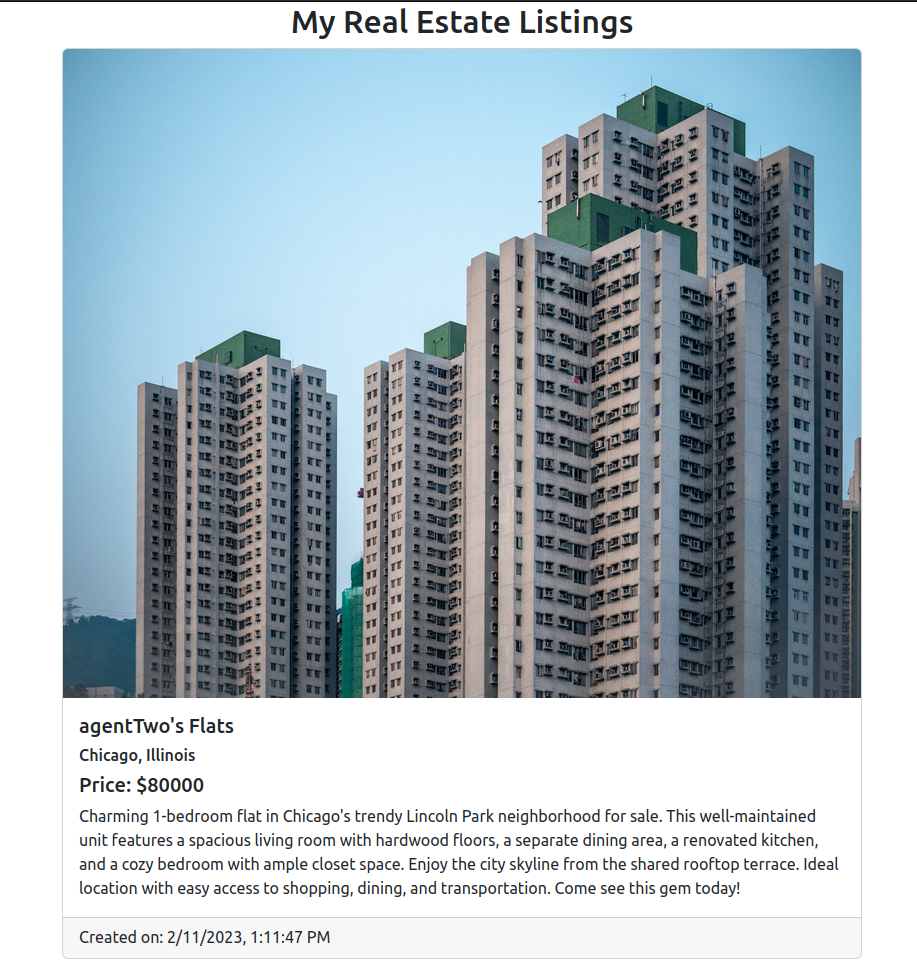 My Real Estate Listings
agentTwo's Flats
Chicago, Illinois
Price: $80000
Charming 1-bedroom flat in Chicago's trendy Lincoln Park neighborhood for sale. This well-maintained
unit features a spacious living room with hardwood floors, a separate dining area, a renovated kitchen,
and a cozy bedroom with ample closet space. Enjoy the city skyline from the shared rooftop terrace. Ideal
location with easy access to shopping, dining, and transportation. Come see this gem today!
Created on: 2/11/2023, 1:11:47 PM